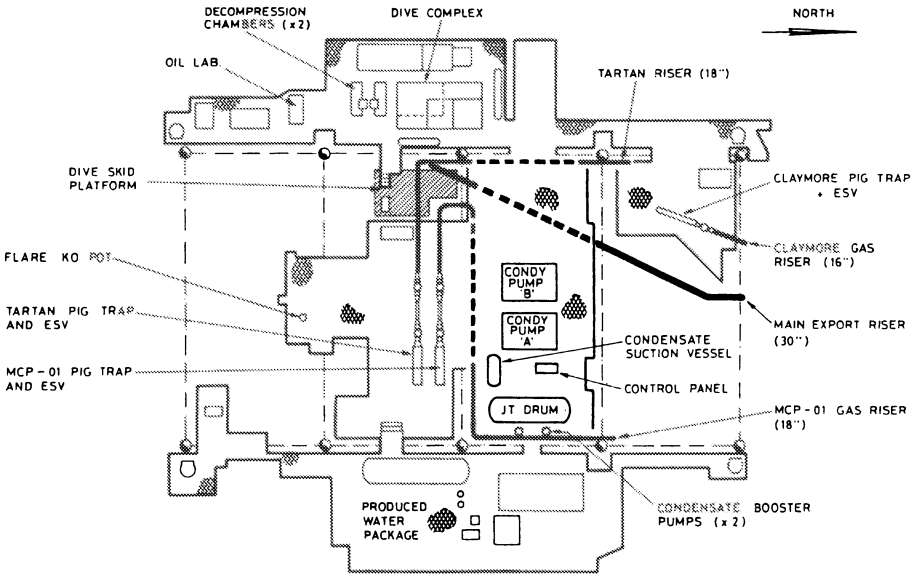 DECOMPRESSION
CHAMBERS (x2)
DIVE COMPLEX
NORTH
OIL LAB.
TARTAN RISER (18")
DIVE SKID
PLATFORM
CLAYMORE PIG TRAP
+ ESV
CLAYMORE GAS
RISER (16")
FLARE KO POT
CONDY
PUMP
'B'
TARTAN PIG TRAP
AND ESV
CONDY
PUMP
'A'
MAIN EXPORT RISER
(30")
CONDENSATE
SUCTION VESSEL
MCP-01 PIG TRAP
AND ESV
CONTROL PANEL
JT DRUM
MCP-01 GAS RISER
(18")
PRODUCED
WATER
PACKAGE
CONDENSATE BOOSTER
PUMPS (x2)